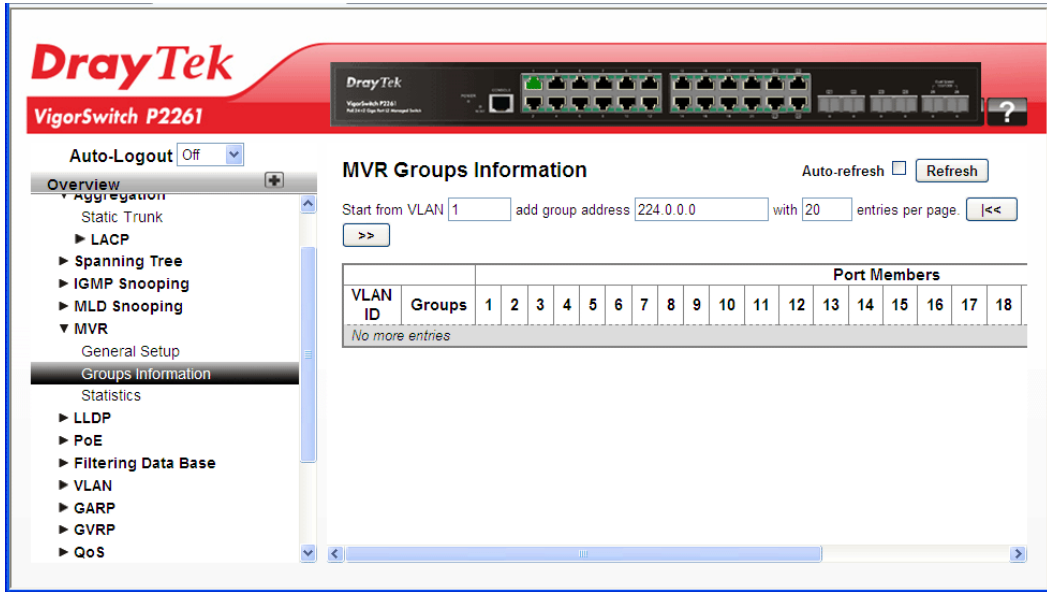 DrayTek
VigorSwitch P2261
DrayTek
VigorSwitch P2261
?
Auto-Logout Off
Overview
▼ Aggregation
Static Trunk
▶ LACP
▶ Spanning Tree
▶ IGMP Snooping
▶ MLD Snooping
▼ MVR
General Setup
Groups Information
Statistics
▶ LLDP
▶ PoE
▶ Filtering Data Base
▶ VLAN
▶ GARP
▶ GVRP
▶ QoS
MVR Groups Information
Auto-refresh Refresh
Start from VLAN 1 add group address 224.0.0.0 with 20 entries per page. |<<
>>
Port Members
VLAN ID Groups 1 2 3 4 5 6 7 8 9 10 11 12 13 14 15 16 17 18
No more entries